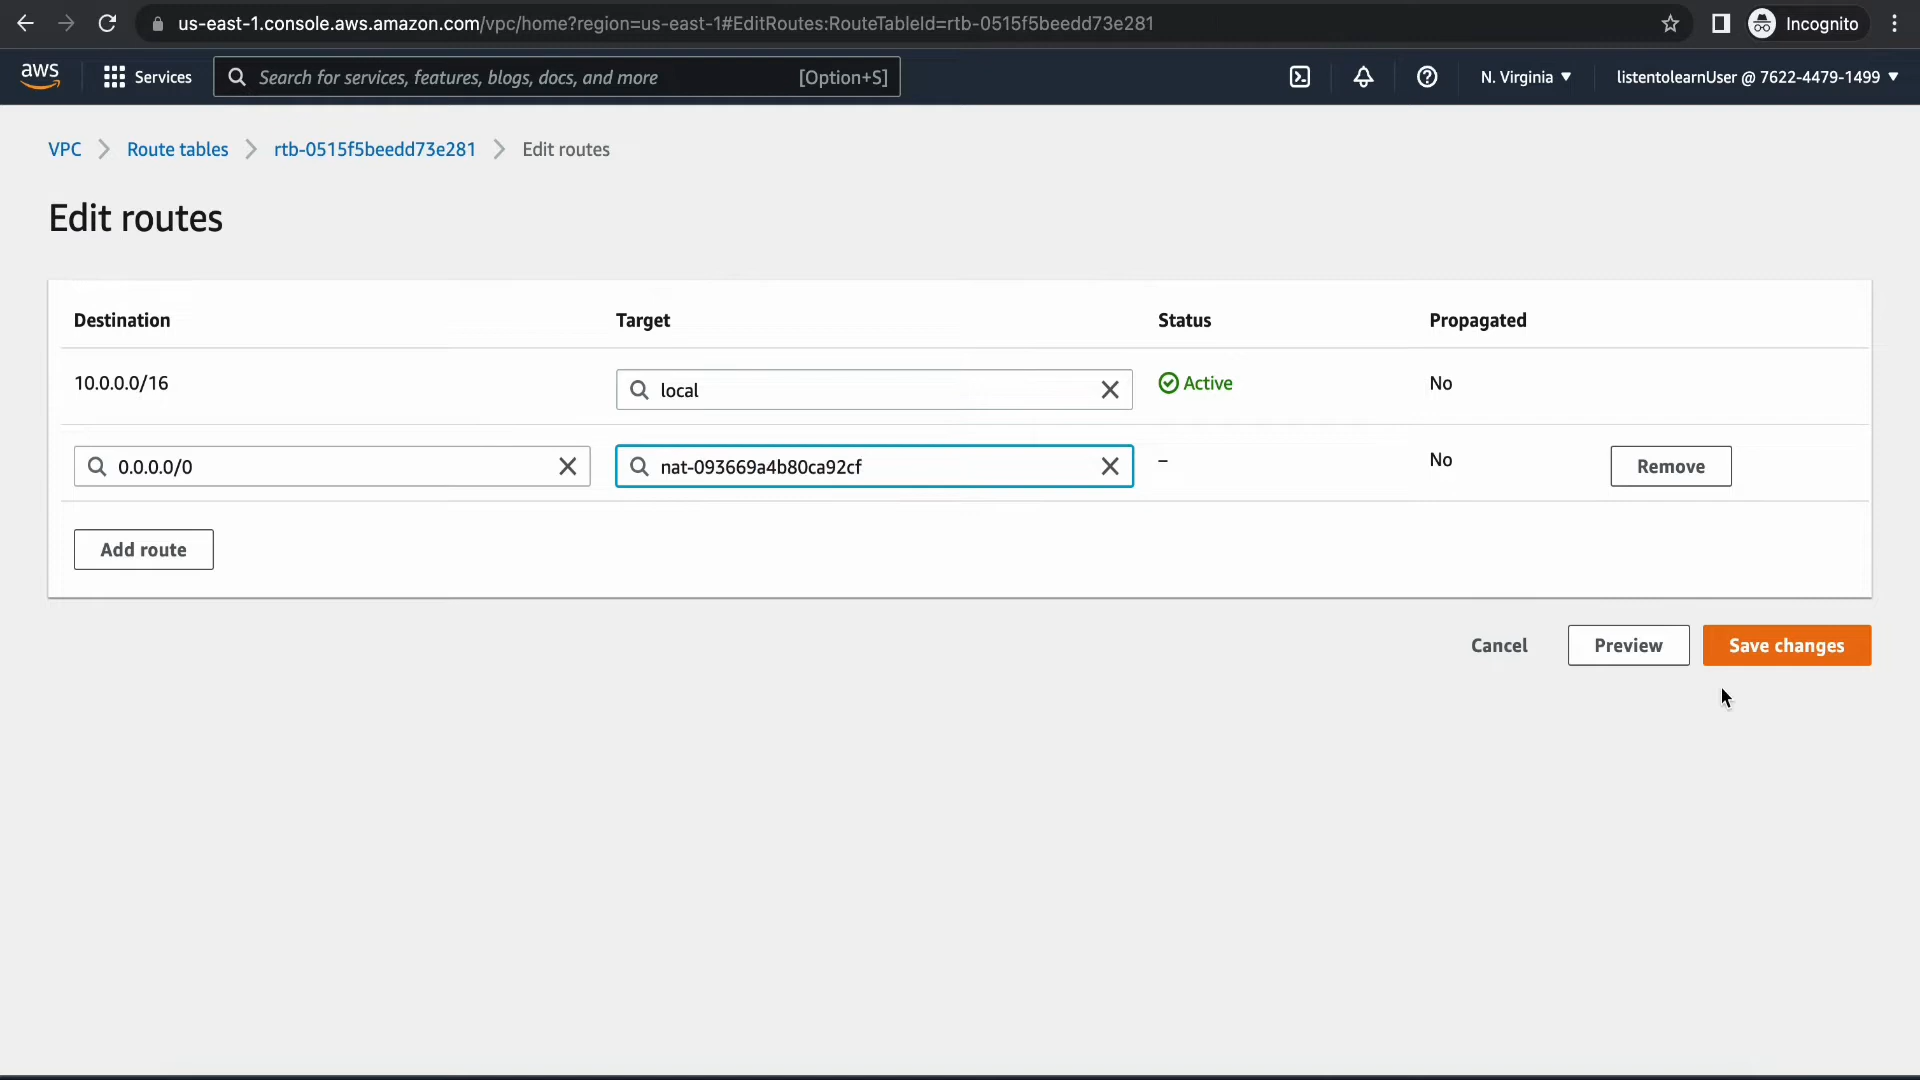 us-east-1.console.aws.amazon.com/vpc/home?region=us-east-1#EditRoutes:RouteTableId=rtb-0515f5beedd73e281
Incognito
aws
Services
Search for services, features, blogs, docs, and more
[Option+S]
N. Virginia
listentolearnUser @ 7622-4479-1499
VPC
Route tables
rtb-0515f5beedd73e281
Edit routes
Edit routes
Destination
Target
Status
Propagated
10.0.0.0/16
local
Active
No
0.0.0.0/0
nat-093669a4b80ca92cf
–
No
Remove
Add route
Cancel
Preview
Save changes